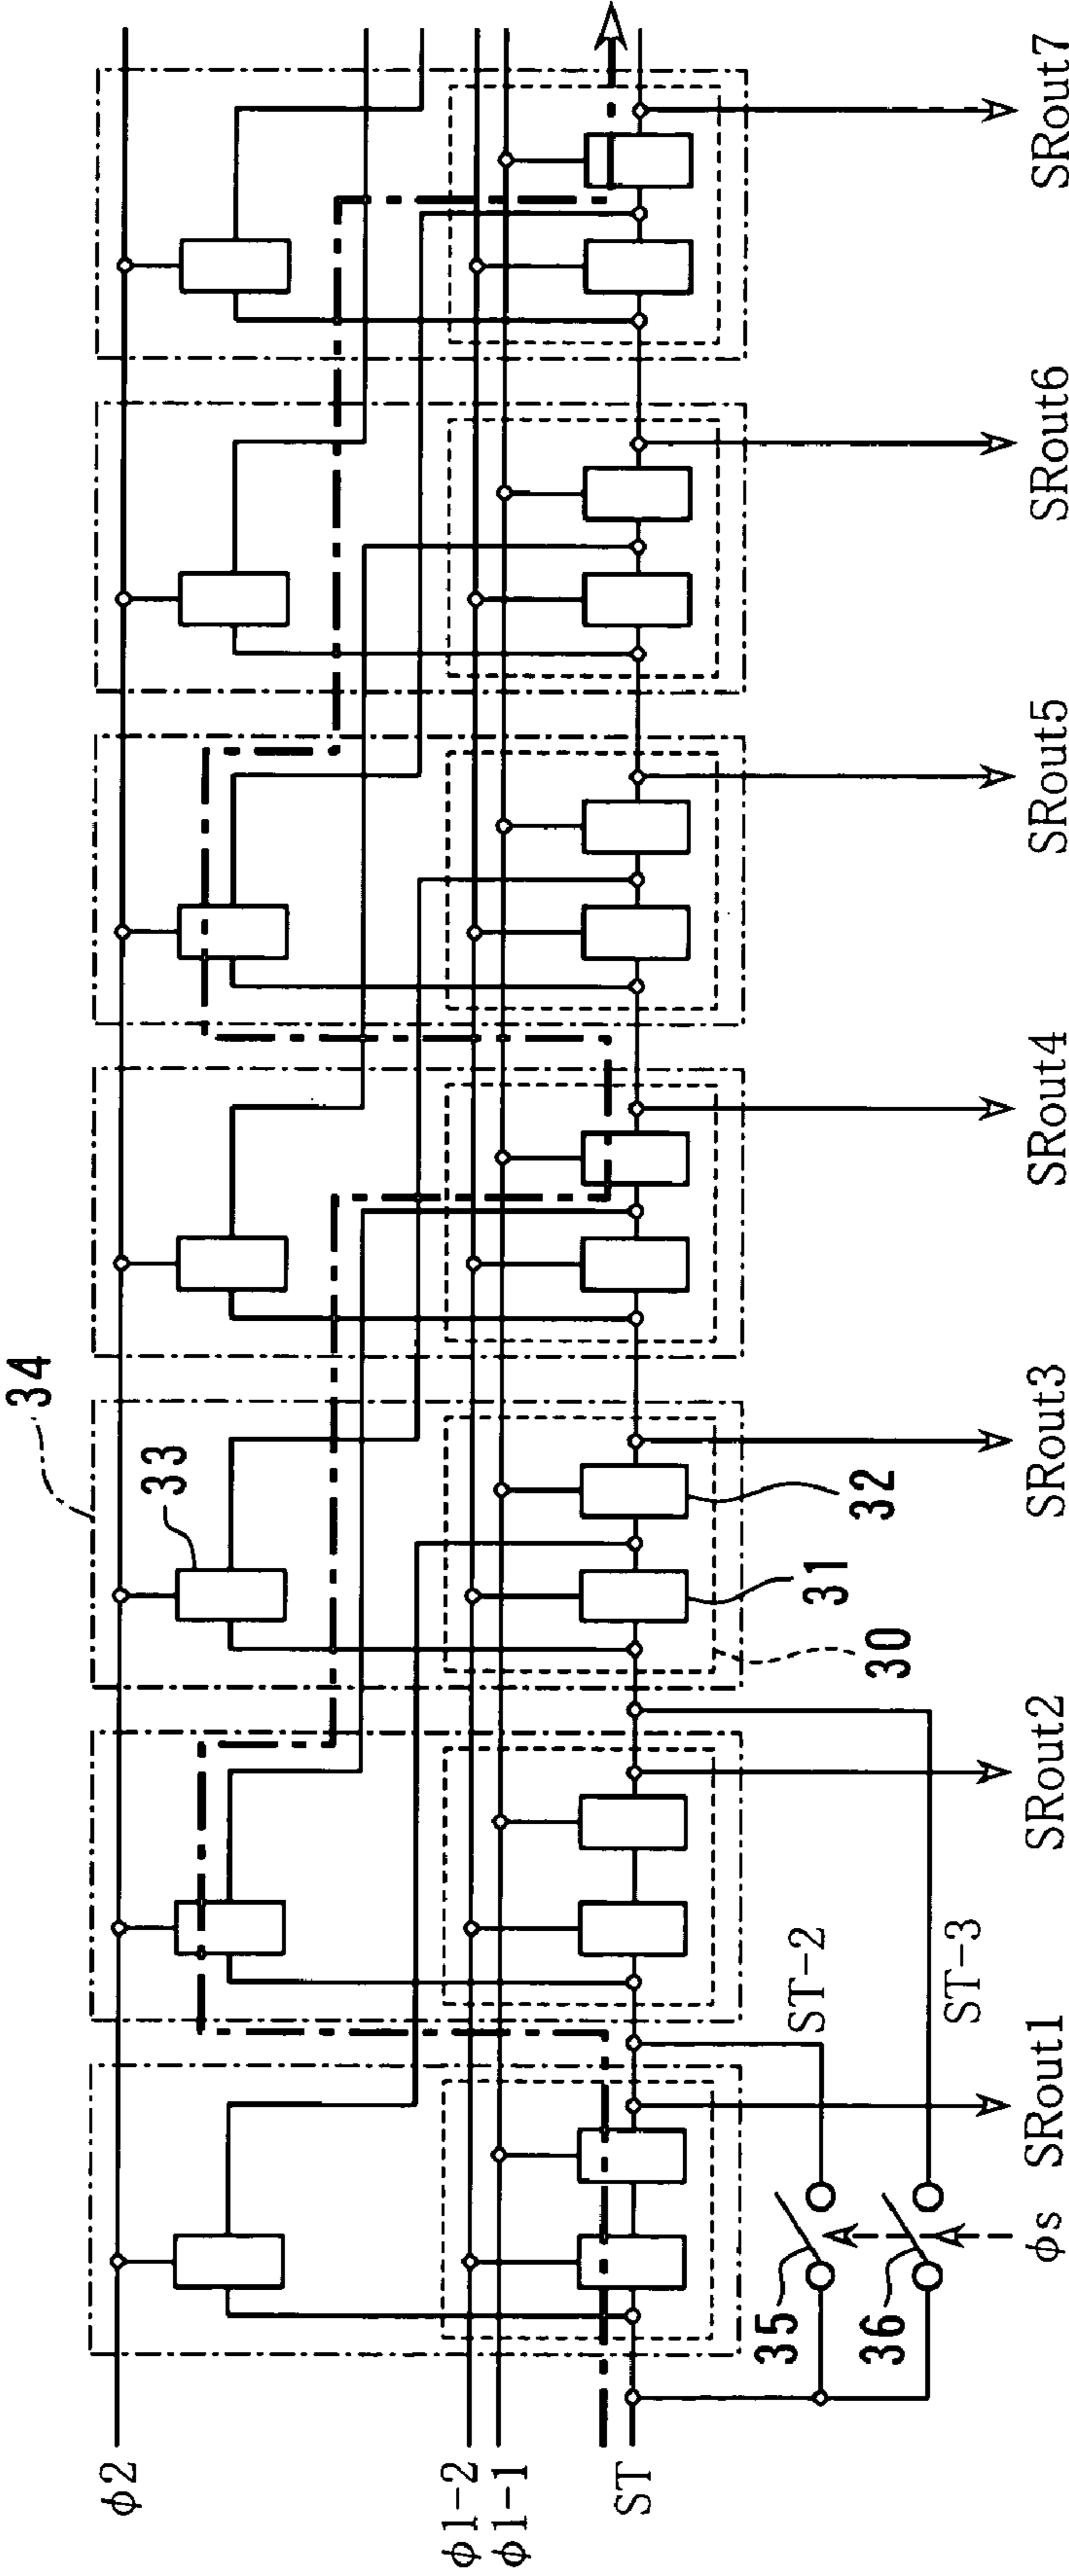 34
33
φ2
φ1-2
φ1-1
ST
32
31
30
35
36
ST-2
ST-3
φs
SRout1
SRout2
SRout3
SRout4
SRout5
SRout6
SRout7